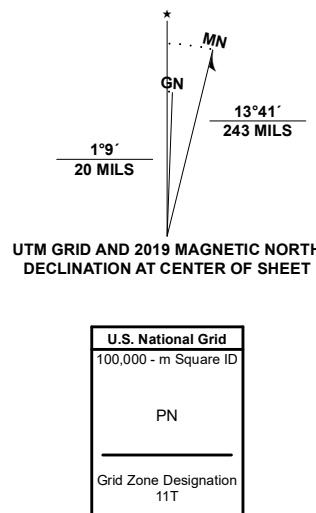 ★
MN
GN
13°41´
243 MILS
1°9´
20 MILS
UTM GRID AND 2019 MAGNETIC NORTH
DECLINATION AT CENTER OF SHEET
U.S. National Grid
100,000 - m Square ID
PN
Grid Zone Designation
11T